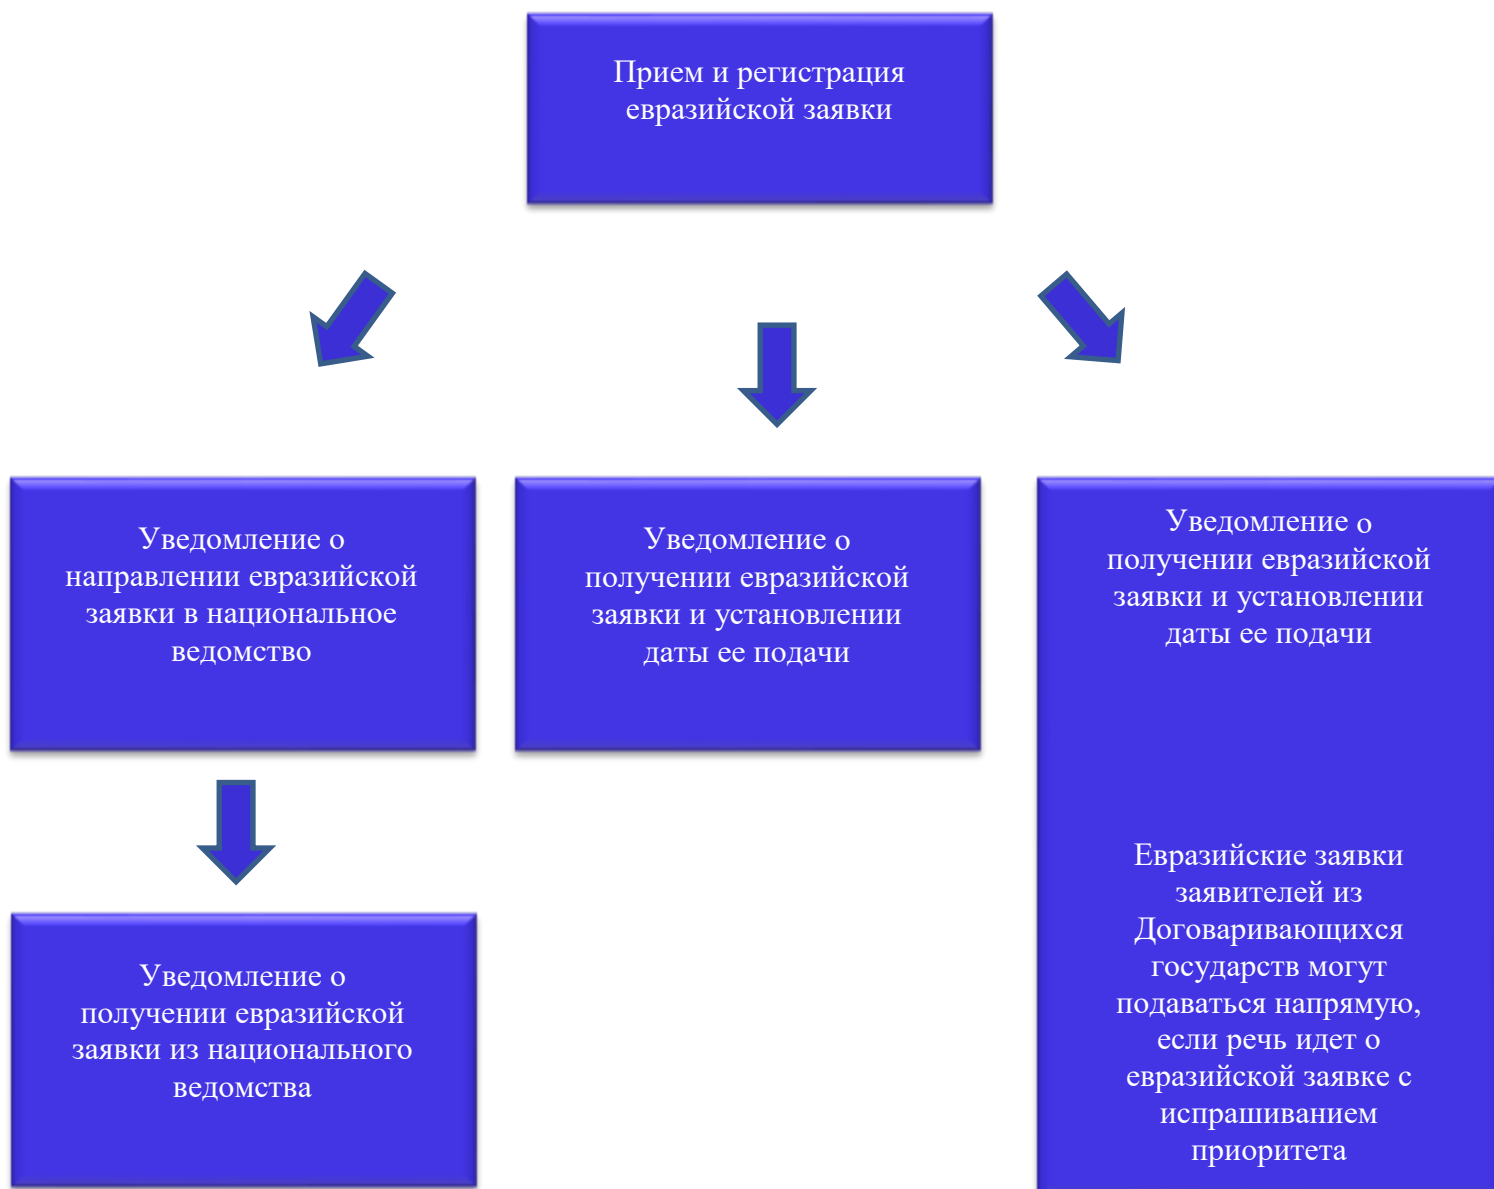 Прием и регистрация
евразийской заявки
Уведомление о
направлении евразийской
заявки в национальное
ведомство
Уведомление о
получении евразийской
заявки и установлении
даты ее подачи
Уведомление о
получении евразийской
заявки и установлении
даты ее подачи
Евразийские заявки
заявителей из
Договаривающихся
государств могут
подаваться напрямую,
если речь идет о
евразийской заявке с
испрашиванием
приоритета
Уведомление о
получении евразийской
заявки из национального
ведомства